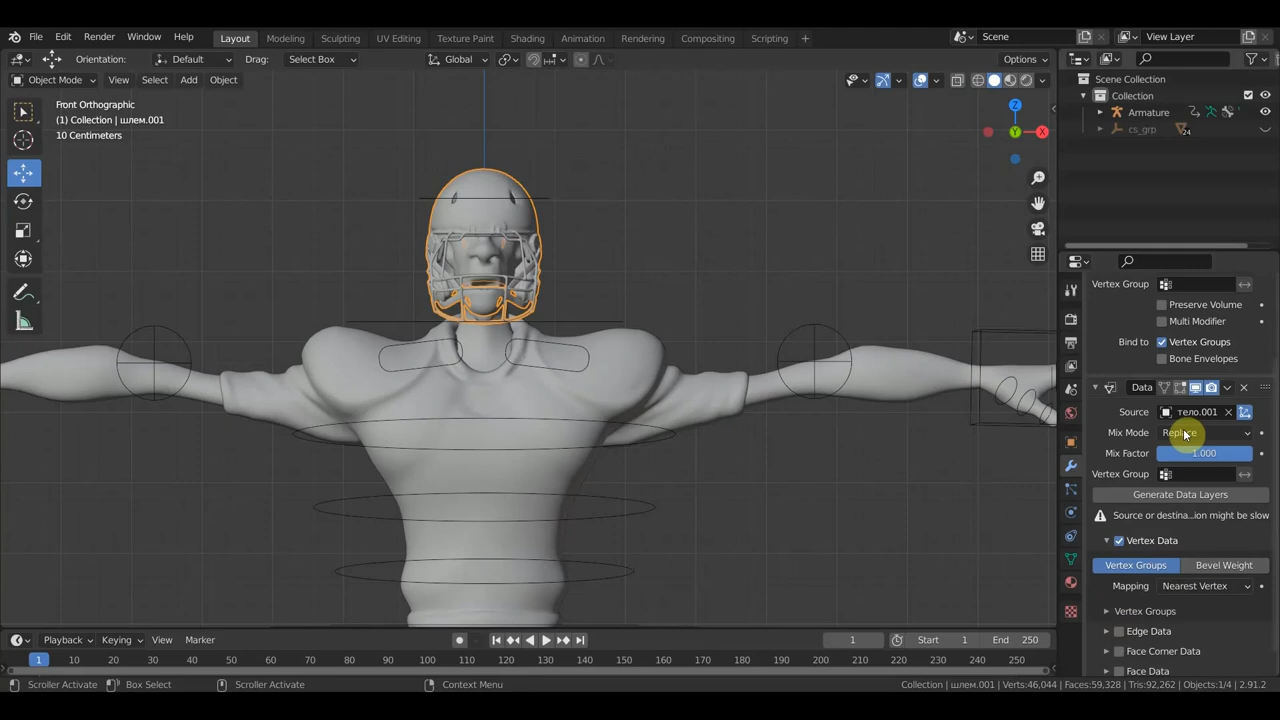 File Edit Render Window Help Layout Modeling Sculpting UV Editing Texture Paint Shading Animation Rendering Compositing Scripting + Scene View Layer
Orientation: Default Drag: Select Box Global Options
Object Mode View Select Add Object
Front Orthographic
(1) Collection | шлем.001
10 Centimeters
Z
Y
X
Scene Collection
Collection
Armature
cs_grp 24
Vertex Group
Preserve Volume
Multi Modifier
Bind to Vertex Groups
Bone Envelopes
Data
Source тело.001
Mix Mode Replace
Mix Factor 1.000
Vertex Group
Generate Data Layers
Source or destina...ion might be slow
Vertex Data
Vertex Groups Bevel Weight
Mapping Nearest Vertex
Vertex Groups
Edge Data
Face Corner Data
Face Data
Playback Keying View Marker 1 Start 1 End 250
1 10 20 30 40 50 60 70 80 90 100 110 120 130 140 150 160 170 180 190 200 210 220 230 240 250
Scroller Activate Box Select Scroller Activate Context Menu Collection | шлем.001 | Verts:46,044 | Faces:59,328 | Tris:92,262 | Objects:1/4 | 2.91.2